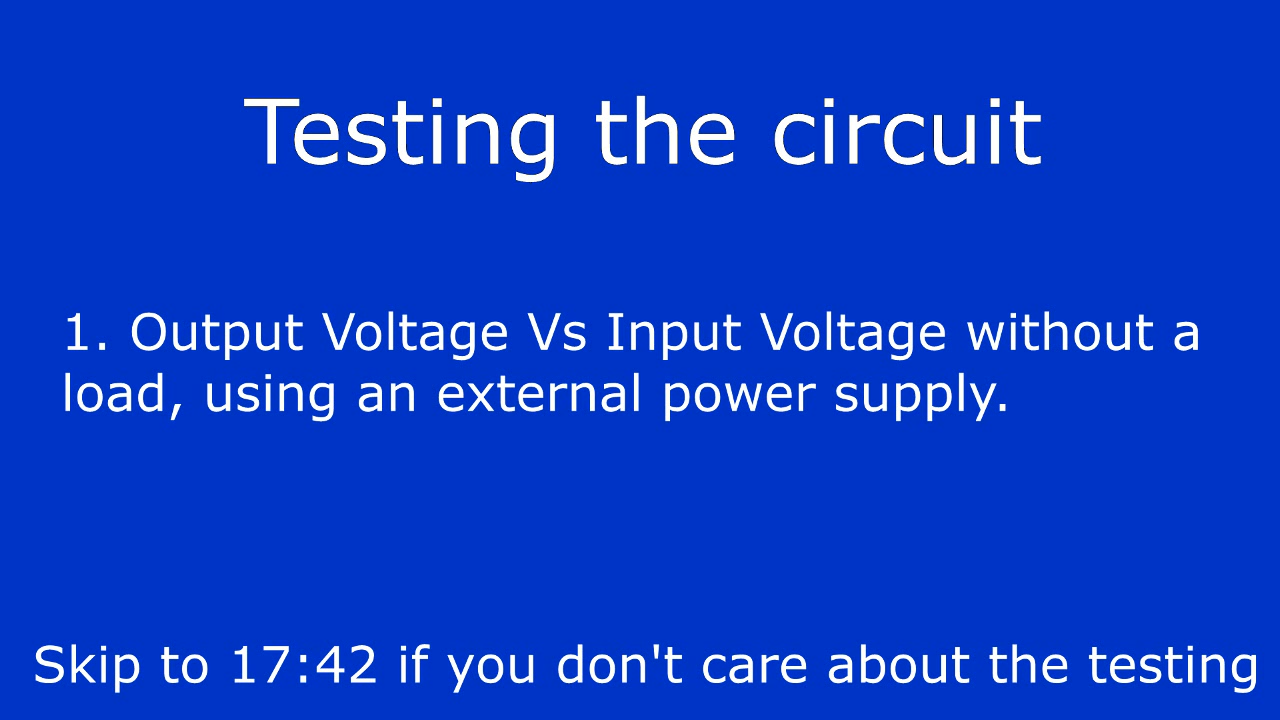 Testing the circuit
1. Output Voltage Vs Input Voltage without a
load, using an external power supply.
Skip to 17:42 if you don't care about the testing